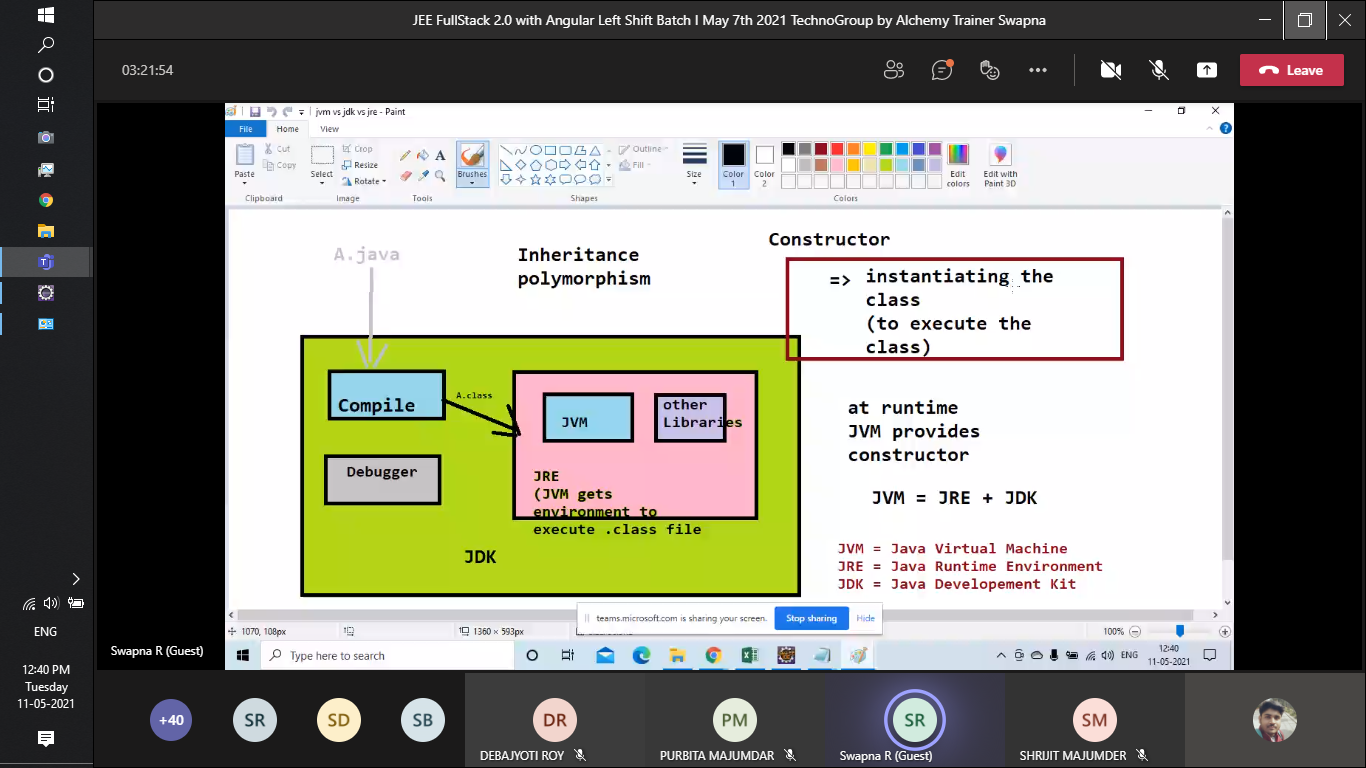 JEE FullStack 2.0 with Angular Left Shift Batch I May 7th 2021 TechnoGroup by Alchemy Trainer Swapna
03:21:54
Leave
jvm vs jdk vs jre - Paint
File
Home
View
Paste
Cut
Copy
Clipboard
Select
Crop
Resize
Rotate
Image
A
Tools
Brushes
Outline
Fill
Shapes
Size
Color
1
Color
2
Edit
colors
Edit with
Paint 3D
Colors
A.java
Inheritance
polymorphism
Constructor
=> instantiating the
class
(to execute the
class)
Compile
A.class
JVM
other
Libraries
Debugger
JRE
(JVM gets
environment to
execute .class file
JDK
at runtime
JVM provides
constructor
JVM = JRE + JDK
JVM = Java Virtual Machine
JRE = Java Runtime Environment
JDK = Java Developement Kit
teams.microsoft.com is sharing your screen.
Stop sharing
Hide
1070, 108px
1360 × 593px
100%
Type here to search
ENG
12:40
11-05-2021
Swapna R (Guest)
ENG
12:40 PM
Tuesday
11-05-2021
+40
SR
SD
SB
DR
DEBAJYOTI ROY
PM
PURBITA MAJUMDAR
SR
Swapna R (Guest)
SM
SHRIJIT MAJUMDER